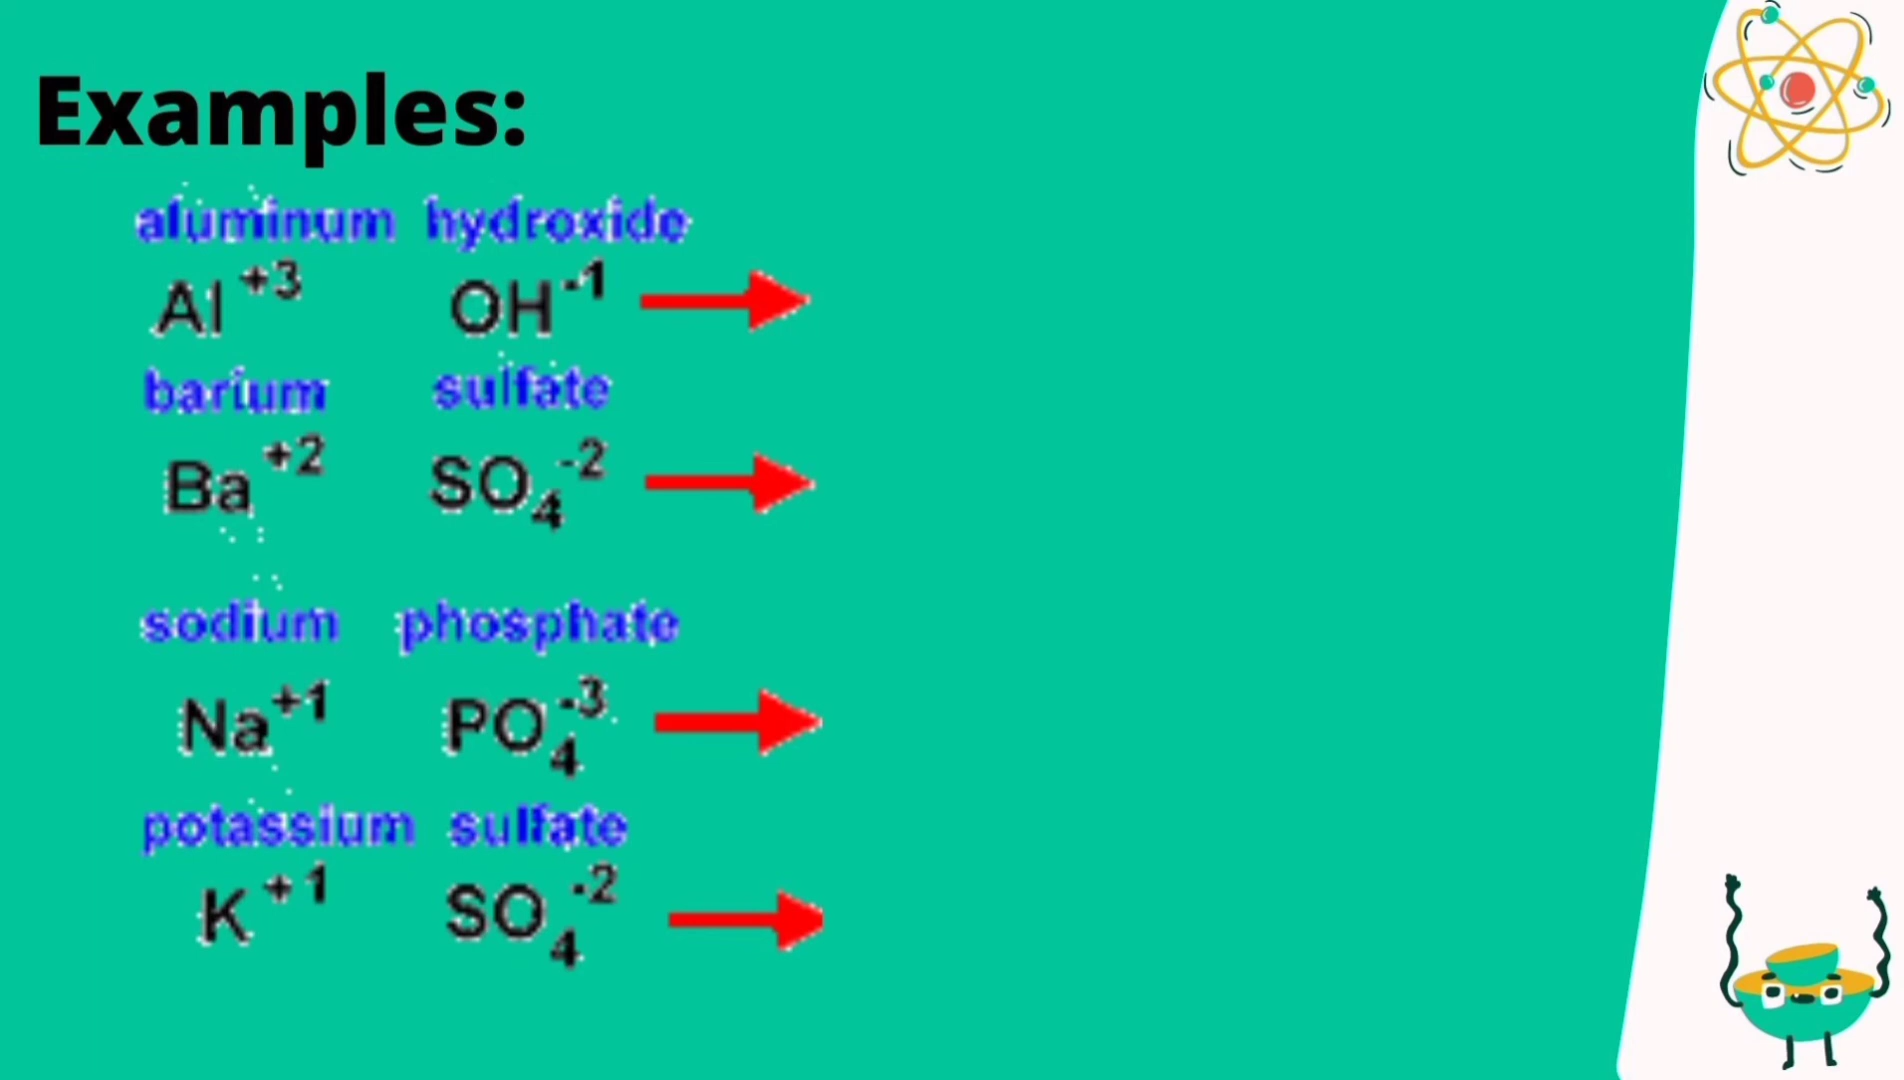 Examples:
aluminum hydroxide
Al⁺³ OH⁻¹
barium sulfate
Ba⁺² SO₄⁻²
sodium phosphate
Na⁺¹ PO₄⁻³
potassium sulfate
K⁺¹ SO₄⁻²